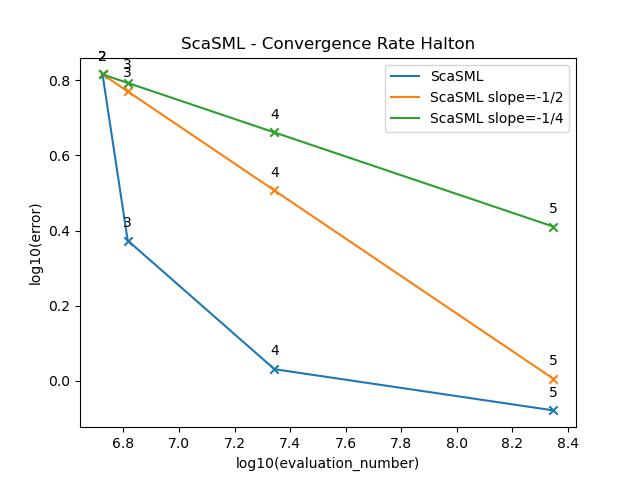 ScaSML - Convergence Rate Halton
log10(error)
0.8
0.6
0.4
0.2
0.0
2
2
2
3
3
3
4
4
4
5
5
5
ScaSML
ScaSML slope=-1/2
ScaSML slope=-1/4
6.8 7.0 7.2 7.4 7.6 7.8 8.0 8.2 8.4
log10(evaluation_number)